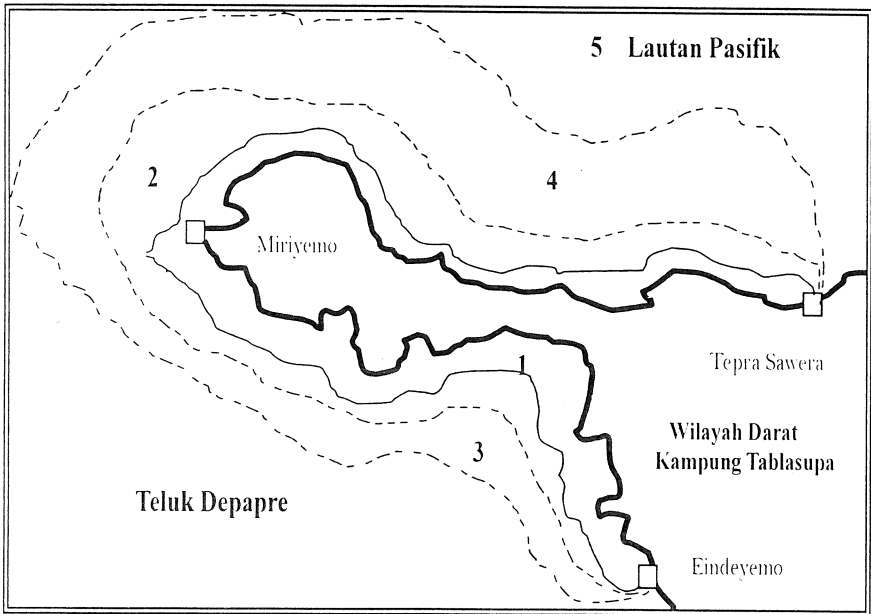 5 Lautan Pasifik
2
4
Miriyemo
1
Tepra Sawera
Wilayah Darat
Kampung Tablasupa
3
Teluk Depapre
Eindeyemo